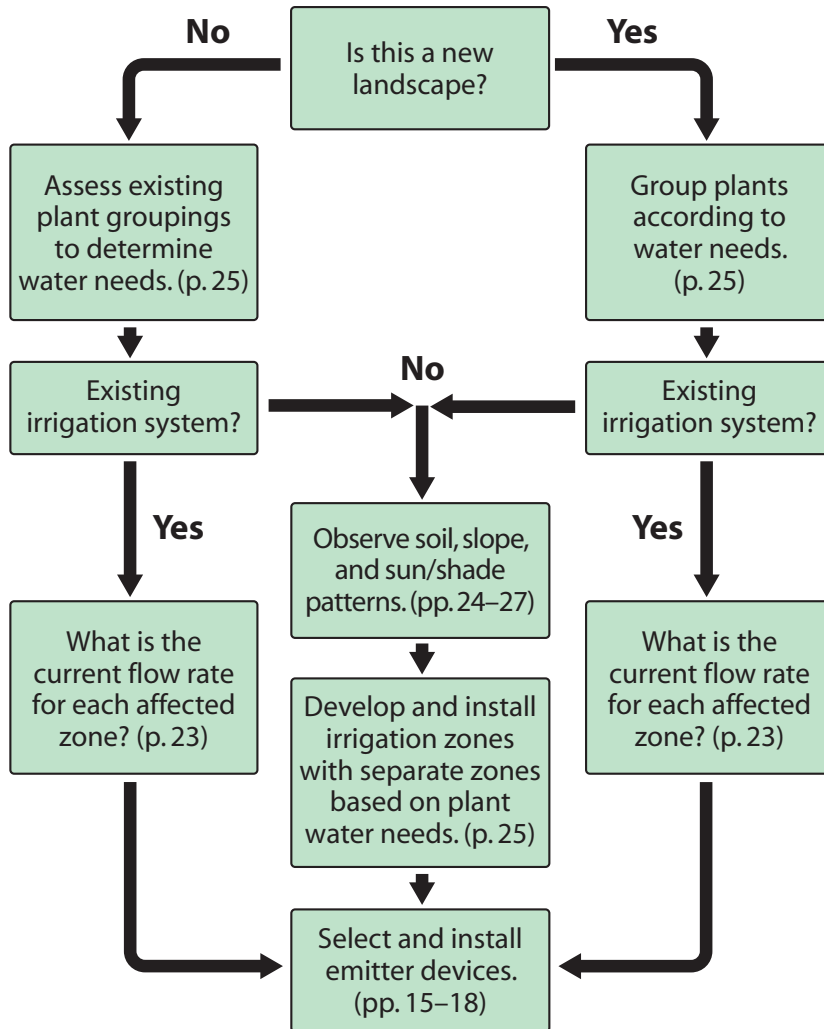 No
Is this a new
landscape?
Yes
Assess existing
plant groupings
to determine
water needs. (p. 25)
Group plants
according to
water needs.
(p. 25)
Existing
irrigation system?
No
Existing
irrigation system?
Yes
Observe soil, slope,
and sun/shade
patterns. (pp. 24–27)
Yes
What is the
current flow rate
for each affected
zone? (p. 23)
Develop and install
irrigation zones
with separate zones
based on plant
water needs. (p. 25)
What is the
current flow rate
for each affected
zone? (p. 23)
Select and install
emitter devices.
(pp. 15–18)